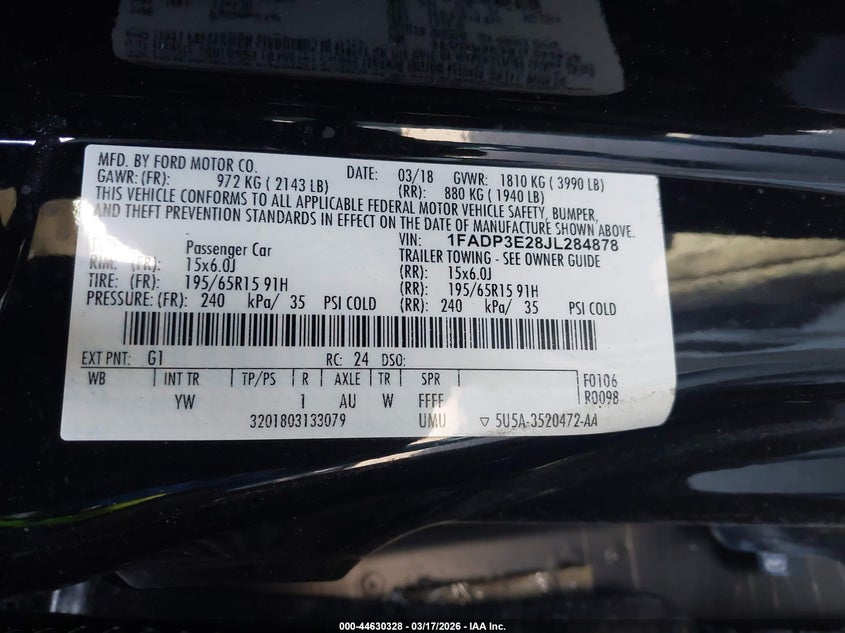 MFD. BY FORD MOTOR CO. DATE: 03/18 GVWR: 1810 KG ( 3990 LB)
GAWR: (FR): 972 KG ( 2143 LB) (RR): 880 KG ( 1940 LB)
THIS VEHICLE CONFORMS TO ALL APPLICABLE FEDERAL MOTOR VEHICLE SAFETY, BUMPER,
AND THEFT PREVENTION STANDARDS IN EFFECT ON THE DATE OF MANUFACTURE SHOWN ABOVE.
VIN: 1FADP3E28JL284878
Passenger Car TRAILER TOWING - SEE OWNER GUIDE
RIM: (FR): 15x6.0J (RR): 15x6.0J
TIRE: (FR): 195/65R15 91H (RR): 195/65R15 91H
PRESSURE: (FR): 240 kPa/ 35 PSI COLD (RR): 240 kPa/ 35 PSI COLD
EXT PNT: G1 RC: 24 DSO:
WB INT TR TP/PS R AXLE TR SPR F0106
YW 1 AU W FFFF R0098
3201803133079 UMU 5U5A-3520472-AA
000-44630328 - 03/17/2026 - IAA Inc.